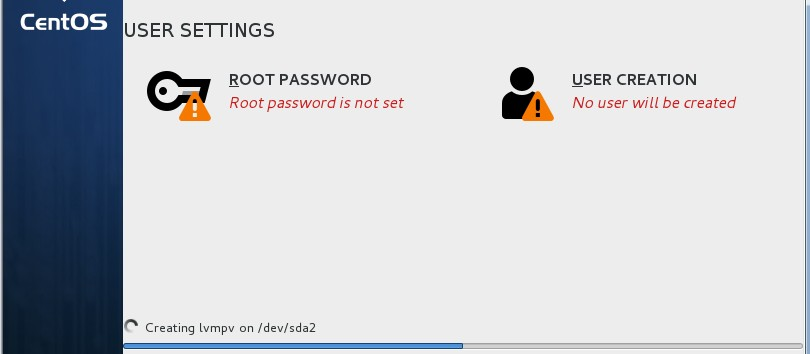 CentOS
USER SETTINGS
ROOT PASSWORD
Root password is not set
USER CREATION
No user will be created
Creating lvmpv on /dev/sda2